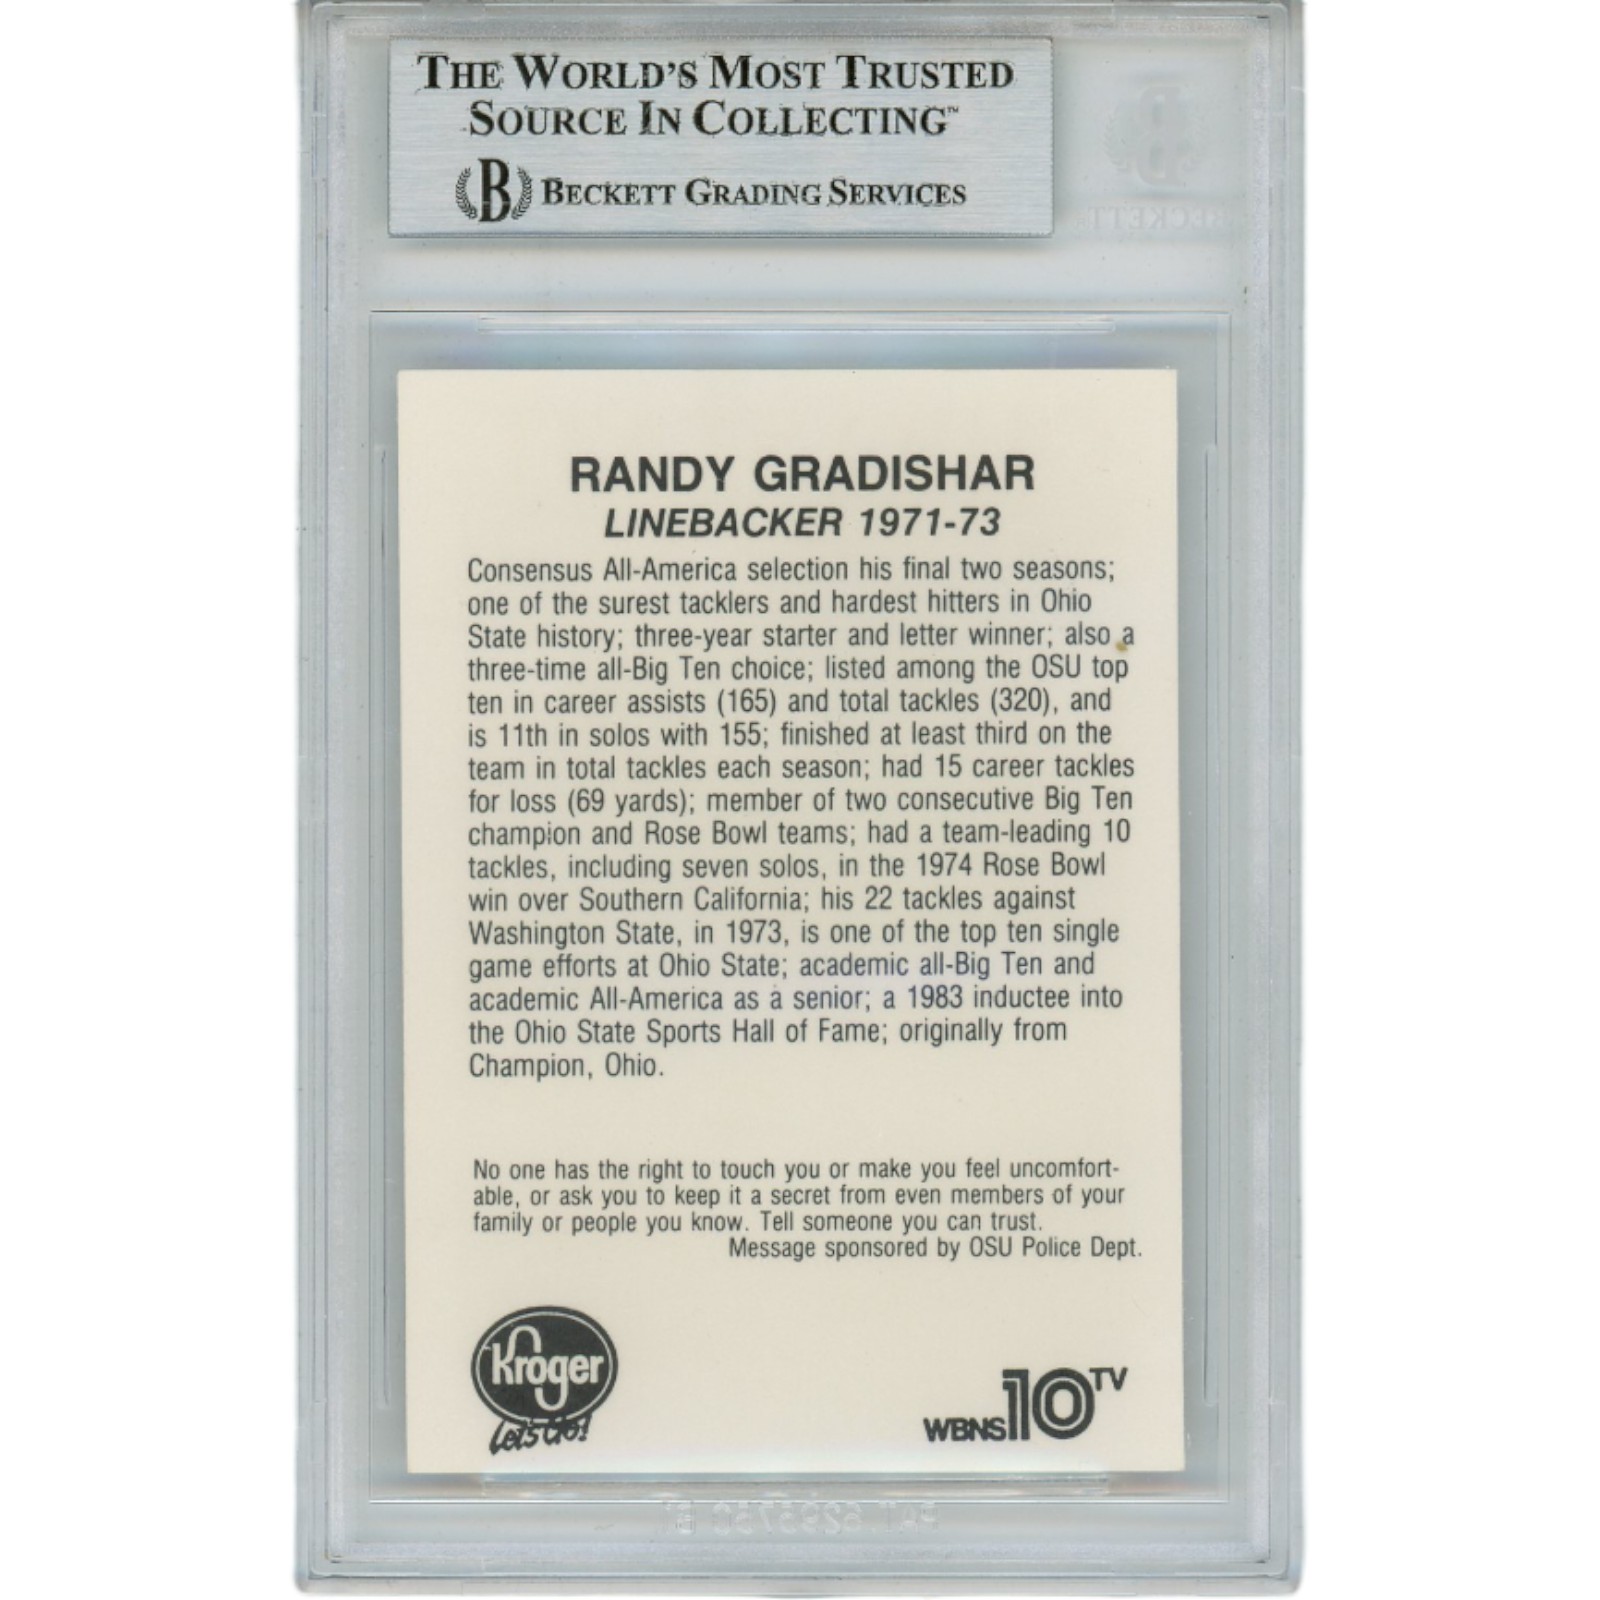 THE WORLD'S MOST TRUSTED
SOURCE IN COLLECTING™
B BECKETT GRADING SERVICES
RANDY GRADISHAR
LINEBACKER 1971-73
Consensus All-America selection his final two seasons;
one of the surest tacklers and hardest hitters in Ohio
State history; three-year starter and letter winner; also a
three-time all-Big Ten choice; listed among the OSU top
ten in career assists (165) and total tackles (320), and
is 11th in solos with 155; finished at least third on the
team in total tackles each season; had 15 career tackles
for loss (69 yards); member of two consecutive Big Ten
champion and Rose Bowl teams; had a team-leading 10
tackles, including seven solos, in the 1974 Rose Bowl
win over Southern California; his 22 tackles against
Washington State, in 1973, is one of the top ten single
game efforts at Ohio State; academic all-Big Ten and
academic All-America as a senior; a 1983 inductee into
the Ohio State Sports Hall of Fame; originally from
Champion, Ohio.
No one has the right to touch you or make you feel uncomfort-
able, or ask you to keep it a secret from even members of your
family or people you know. Tell someone you can trust.
Message sponsored by OSU Police Dept.
Kroger
Let's Go!
WBNS 10 TV